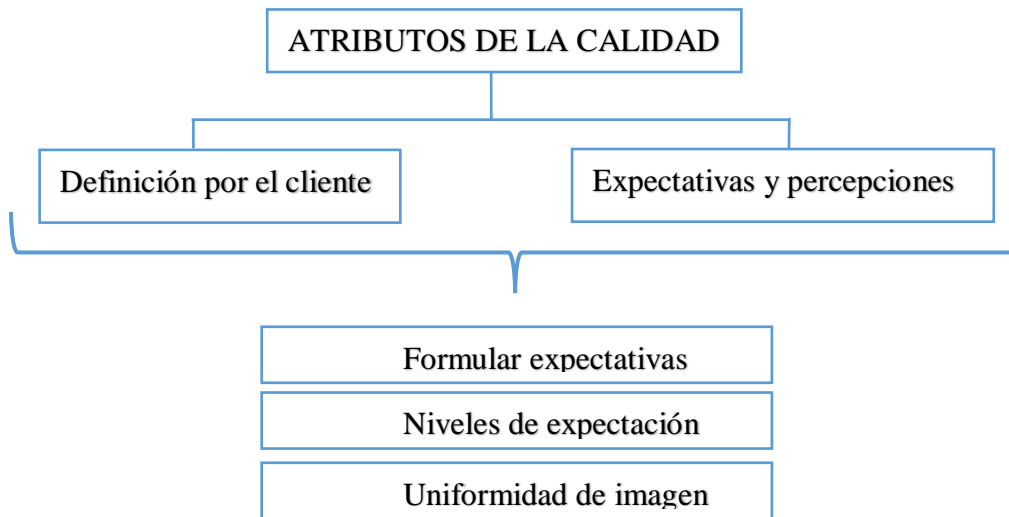 ATRIBUTOS DE LA CALIDAD
Definición por el cliente
Expectativas y percepciones
Formular expectativas
Niveles de expectación
Uniformidad de imagen